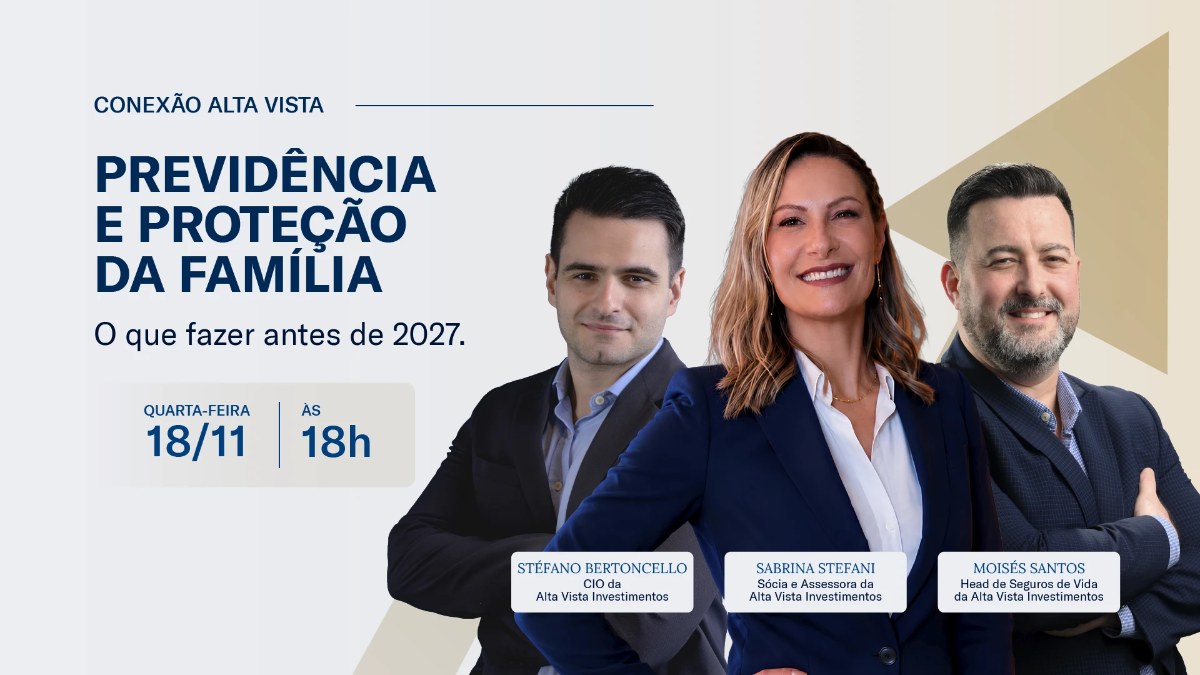 CONEXÃO ALTA VISTA
PREVIDÊNCIA
E PROTEÇÃO
DA FAMÍLIA
O que fazer antes de 2027.
QUARTA-FEIRA
18/11
ÀS
18h
STÉFANO BERTONCELLO
CIO da
Alta Vista Investimentos
SABRINA STEFANI
Sócia e Assessora da
Alta Vista Investimentos
MOISÉS SANTOS
Head de Seguros de Vida
da Alta Vista Investimentos